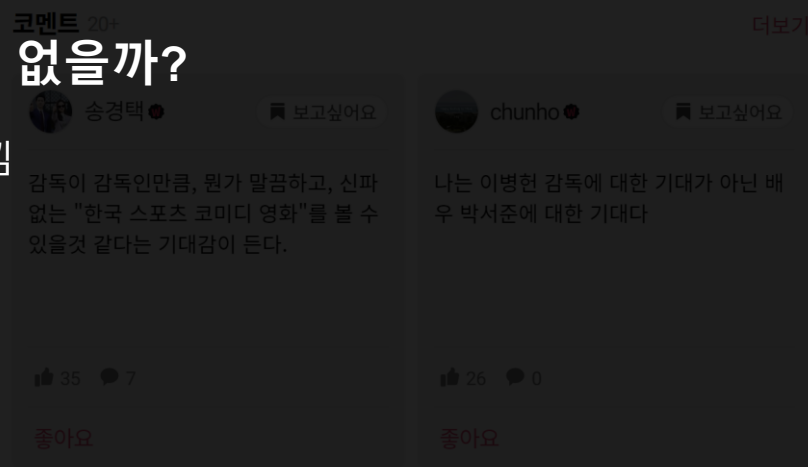 코멘트 20+
더보기
없을까?
송경택
보고싶어요
감독이 감독인만큼, 뭔가 말끔하고, 신파
없는 "한국 스포츠 코미디 영화"를 볼 수
있을것 같다는 기대감이 든다.
35 7
좋아요
chunho
보고싶어요
나는 이병헌 감독에 대한 기대가 아닌 배
우 박서준에 대한 기대다
26 0
좋아요